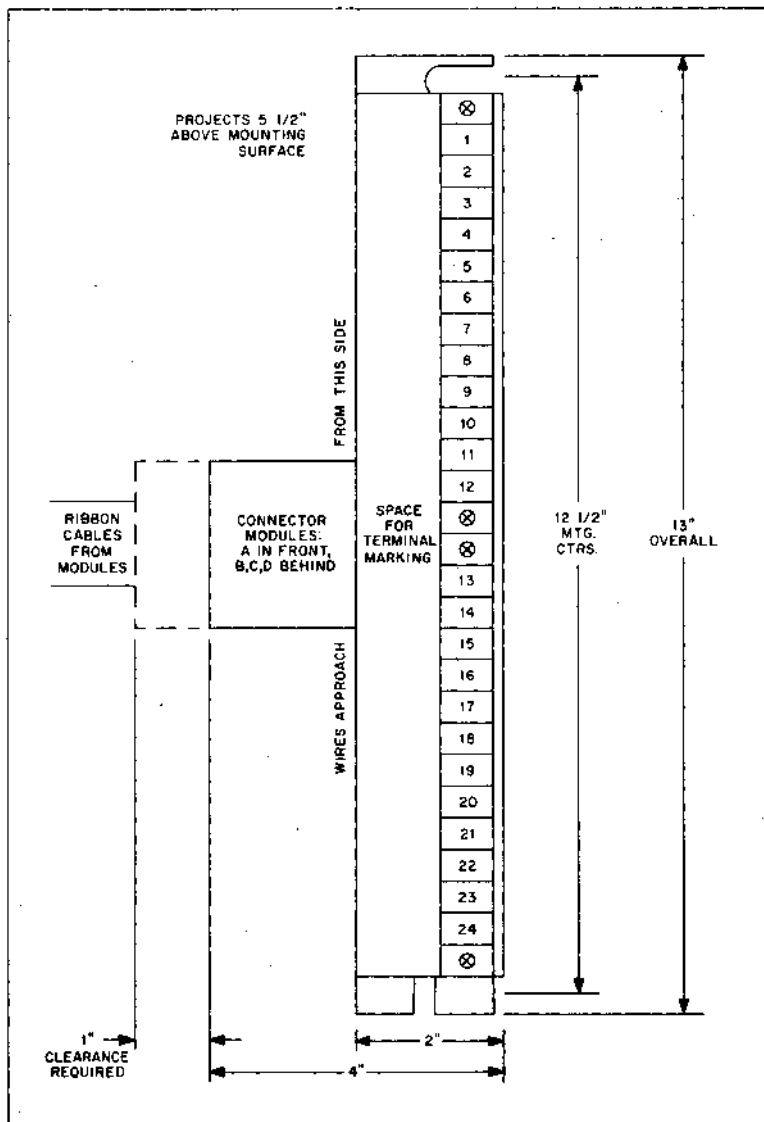 PROJECTS 5 1/2"
ABOVE MOUNTING
SURFACE
⊗
1
2
3
4
5
6
7
8
9
10
11
12
⊗
⊗
13
14
15
16
17
18
19
20
21
22
23
24
⊗
FROM THIS SIDE
WIRES APPROACH
RIBBON
CABLES
FROM
MODULES
CONNECTOR
MODULES:
A IN FRONT,
B,C,D BEHIND
SPACE
FOR
TERMINAL
MARKING
12 1/2"
MTG.
CTRS.
13"
OVERALL
1"
CLEARANCE
REQUIRED
2"
4"